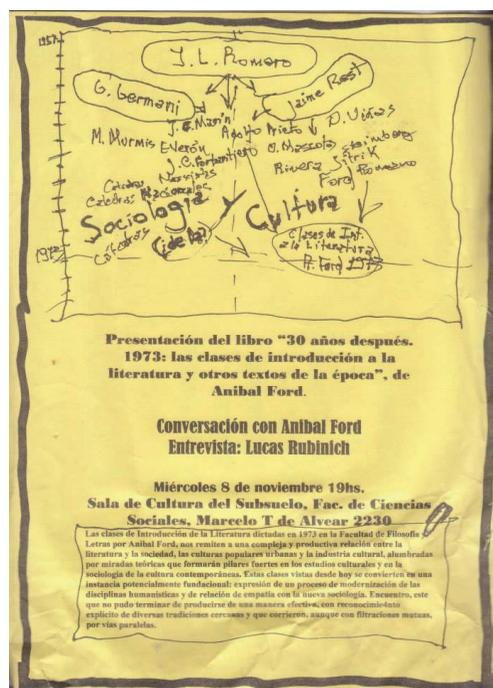 1957
J. L. Romero
G. Germani
Jaime Rest
J. C. Marín
Adolfo Prieto
D. Viñas
M. Murmis E. Verón
O. Massota Steimberg
J. C. Portantiero
Rivera Sitrik
Ford Romano
Cátedras Marxistas
Cátedras Nacionales
Sociología y Cultura
Cátedras
Clases de Int.
a la Literatura
A. Ford 1973
Presentación del libro “30 años después.
1973: las clases de introducción a la
literatura y otros textos de la época”, de
Anibal Ford.
Conversación con Anibal Ford
Entrevista: Lucas Rubinich
Miércoles 8 de noviembre 19hs.
Sala de Cultura del Subsuelo, Fac. de Ciencias
Sociales, Marcelo T de Alvear 2230
Las clases de Introducción de la Literatura dictadas en 1973 en la Facultad de Filosofía y
Letras por Anibal Ford, nos remiten a una compleja y productiva relación entre la
literatura y la sociedad, las culturas populares urbanas y la industria cultural, alumbradas
por miradas teóricas que formarán pilares fuertes en los estudios culturales y en la
sociología de la cultura contemporánea. Estas clases vistas desde hoy se convierten en una
instancia potencialmente fundacional: expresión de un proceso de modernización de las
disciplinas humanísticas y de relación de empatía con la nueva sociología. Encuentro, este
que no pudo terminar de producirse de una manera efectiva, con reconocimiento
explícito de diversas tradiciones cercanas y que corrieron, aunque con filtraciones mutuas,
por vías paralelas.